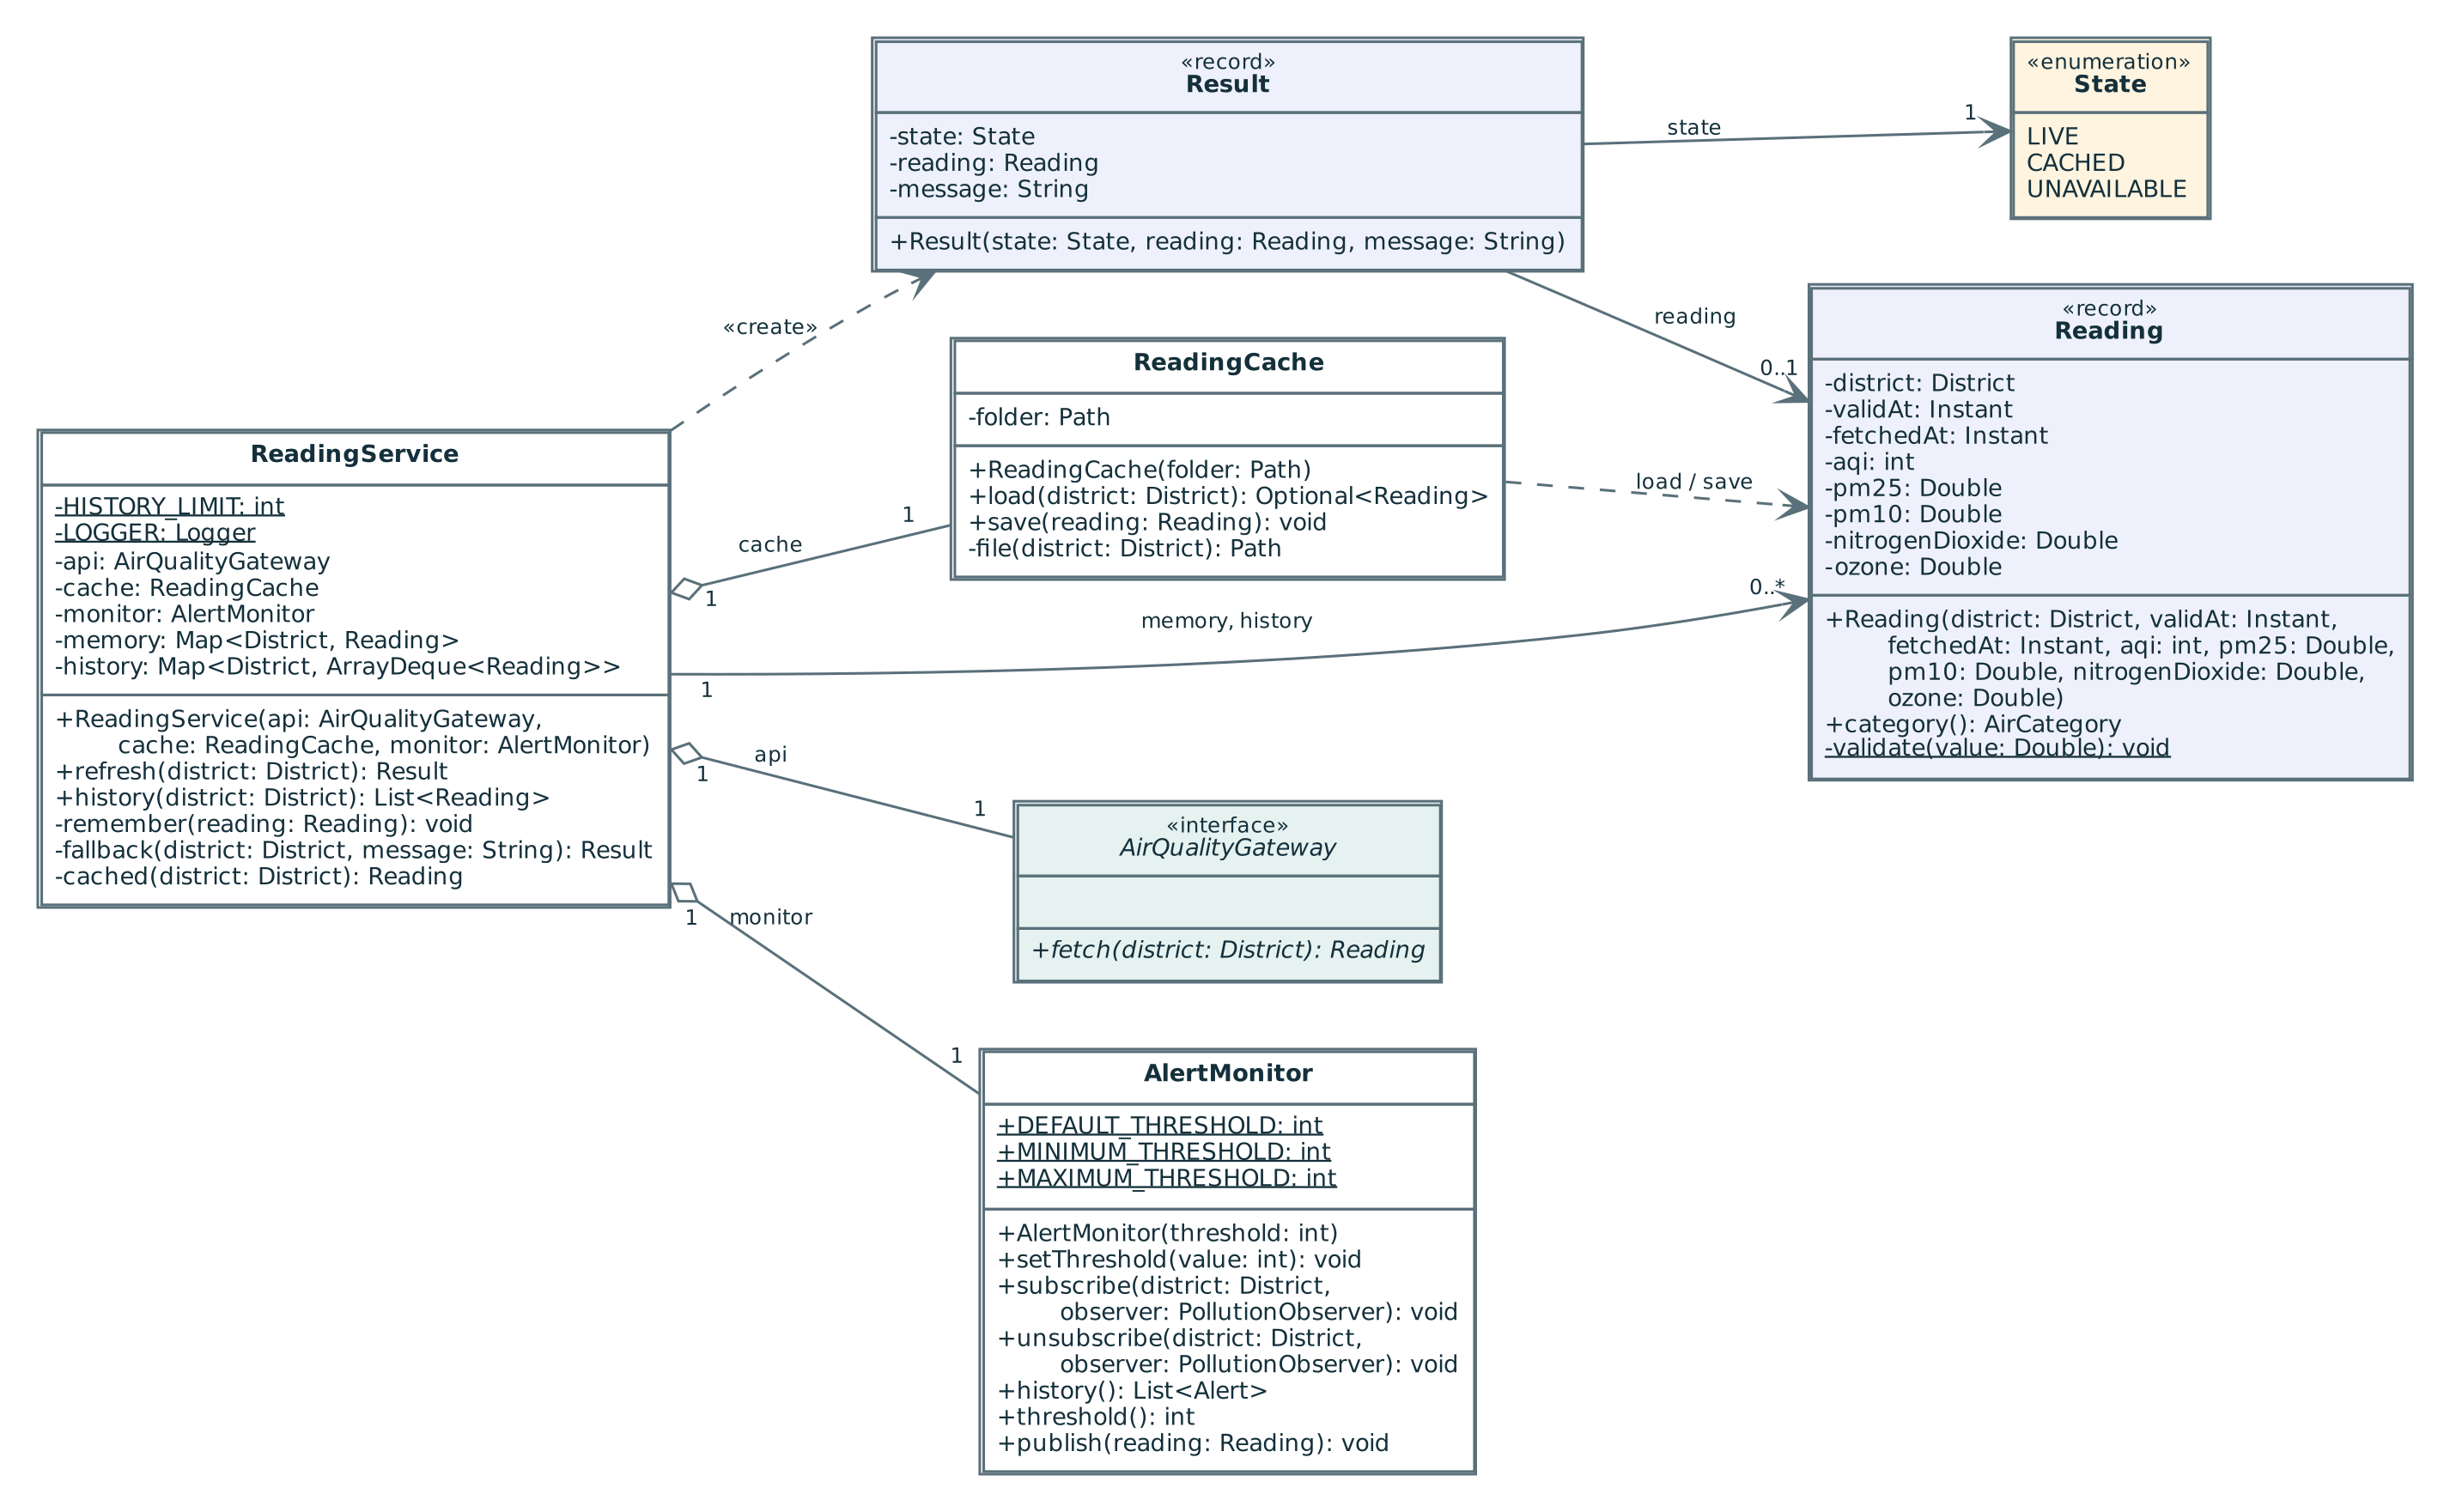 «record»
Result
-state: State
-reading: Reading
-message: String
+Result(state: State, reading: Reading, message: String)
state
1
«enumeration»
State
LIVE
CACHED
UNAVAILABLE
«create»
reading
0..1
«record»
Reading
-district: District
-validAt: Instant
-fetchedAt: Instant
-aqi: int
-pm25: Double
-pm10: Double
-nitrogenDioxide: Double
-ozone: Double
+Reading(district: District, validAt: Instant,
fetchedAt: Instant, aqi: int, pm25: Double,
pm10: Double, nitrogenDioxide: Double,
ozone: Double)
+category(): AirCategory
-validate(value: Double): void
ReadingCache
-folder: Path
+ReadingCache(folder: Path)
+load(district: District): Optional<Reading>
+save(reading: Reading): void
-file(district: District): Path
load / save
ReadingService
-HISTORY_LIMIT: int
-LOGGER: Logger
-api: AirQualityGateway
-cache: ReadingCache
-monitor: AlertMonitor
-memory: Map<District, Reading>
-history: Map<District, ArrayDeque<Reading>>
+ReadingService(api: AirQualityGateway,
cache: ReadingCache, monitor: AlertMonitor)
+refresh(district: District): Result
+history(district: District): List<Reading>
-remember(reading: Reading): void
-fallback(district: District, message: String): Result
-cached(district: District): Reading
cache
1
1
memory, history
0..*
1
api
1
1
«interface»
AirQualityGateway
+fetch(district: District): Reading
monitor
1
1
AlertMonitor
+DEFAULT_THRESHOLD: int
+MINIMUM_THRESHOLD: int
+MAXIMUM_THRESHOLD: int
+AlertMonitor(threshold: int)
+setThreshold(value: int): void
+subscribe(district: District,
observer: PollutionObserver): void
+unsubscribe(district: District,
observer: PollutionObserver): void
+history(): List<Alert>
+threshold(): int
+publish(reading: Reading): void